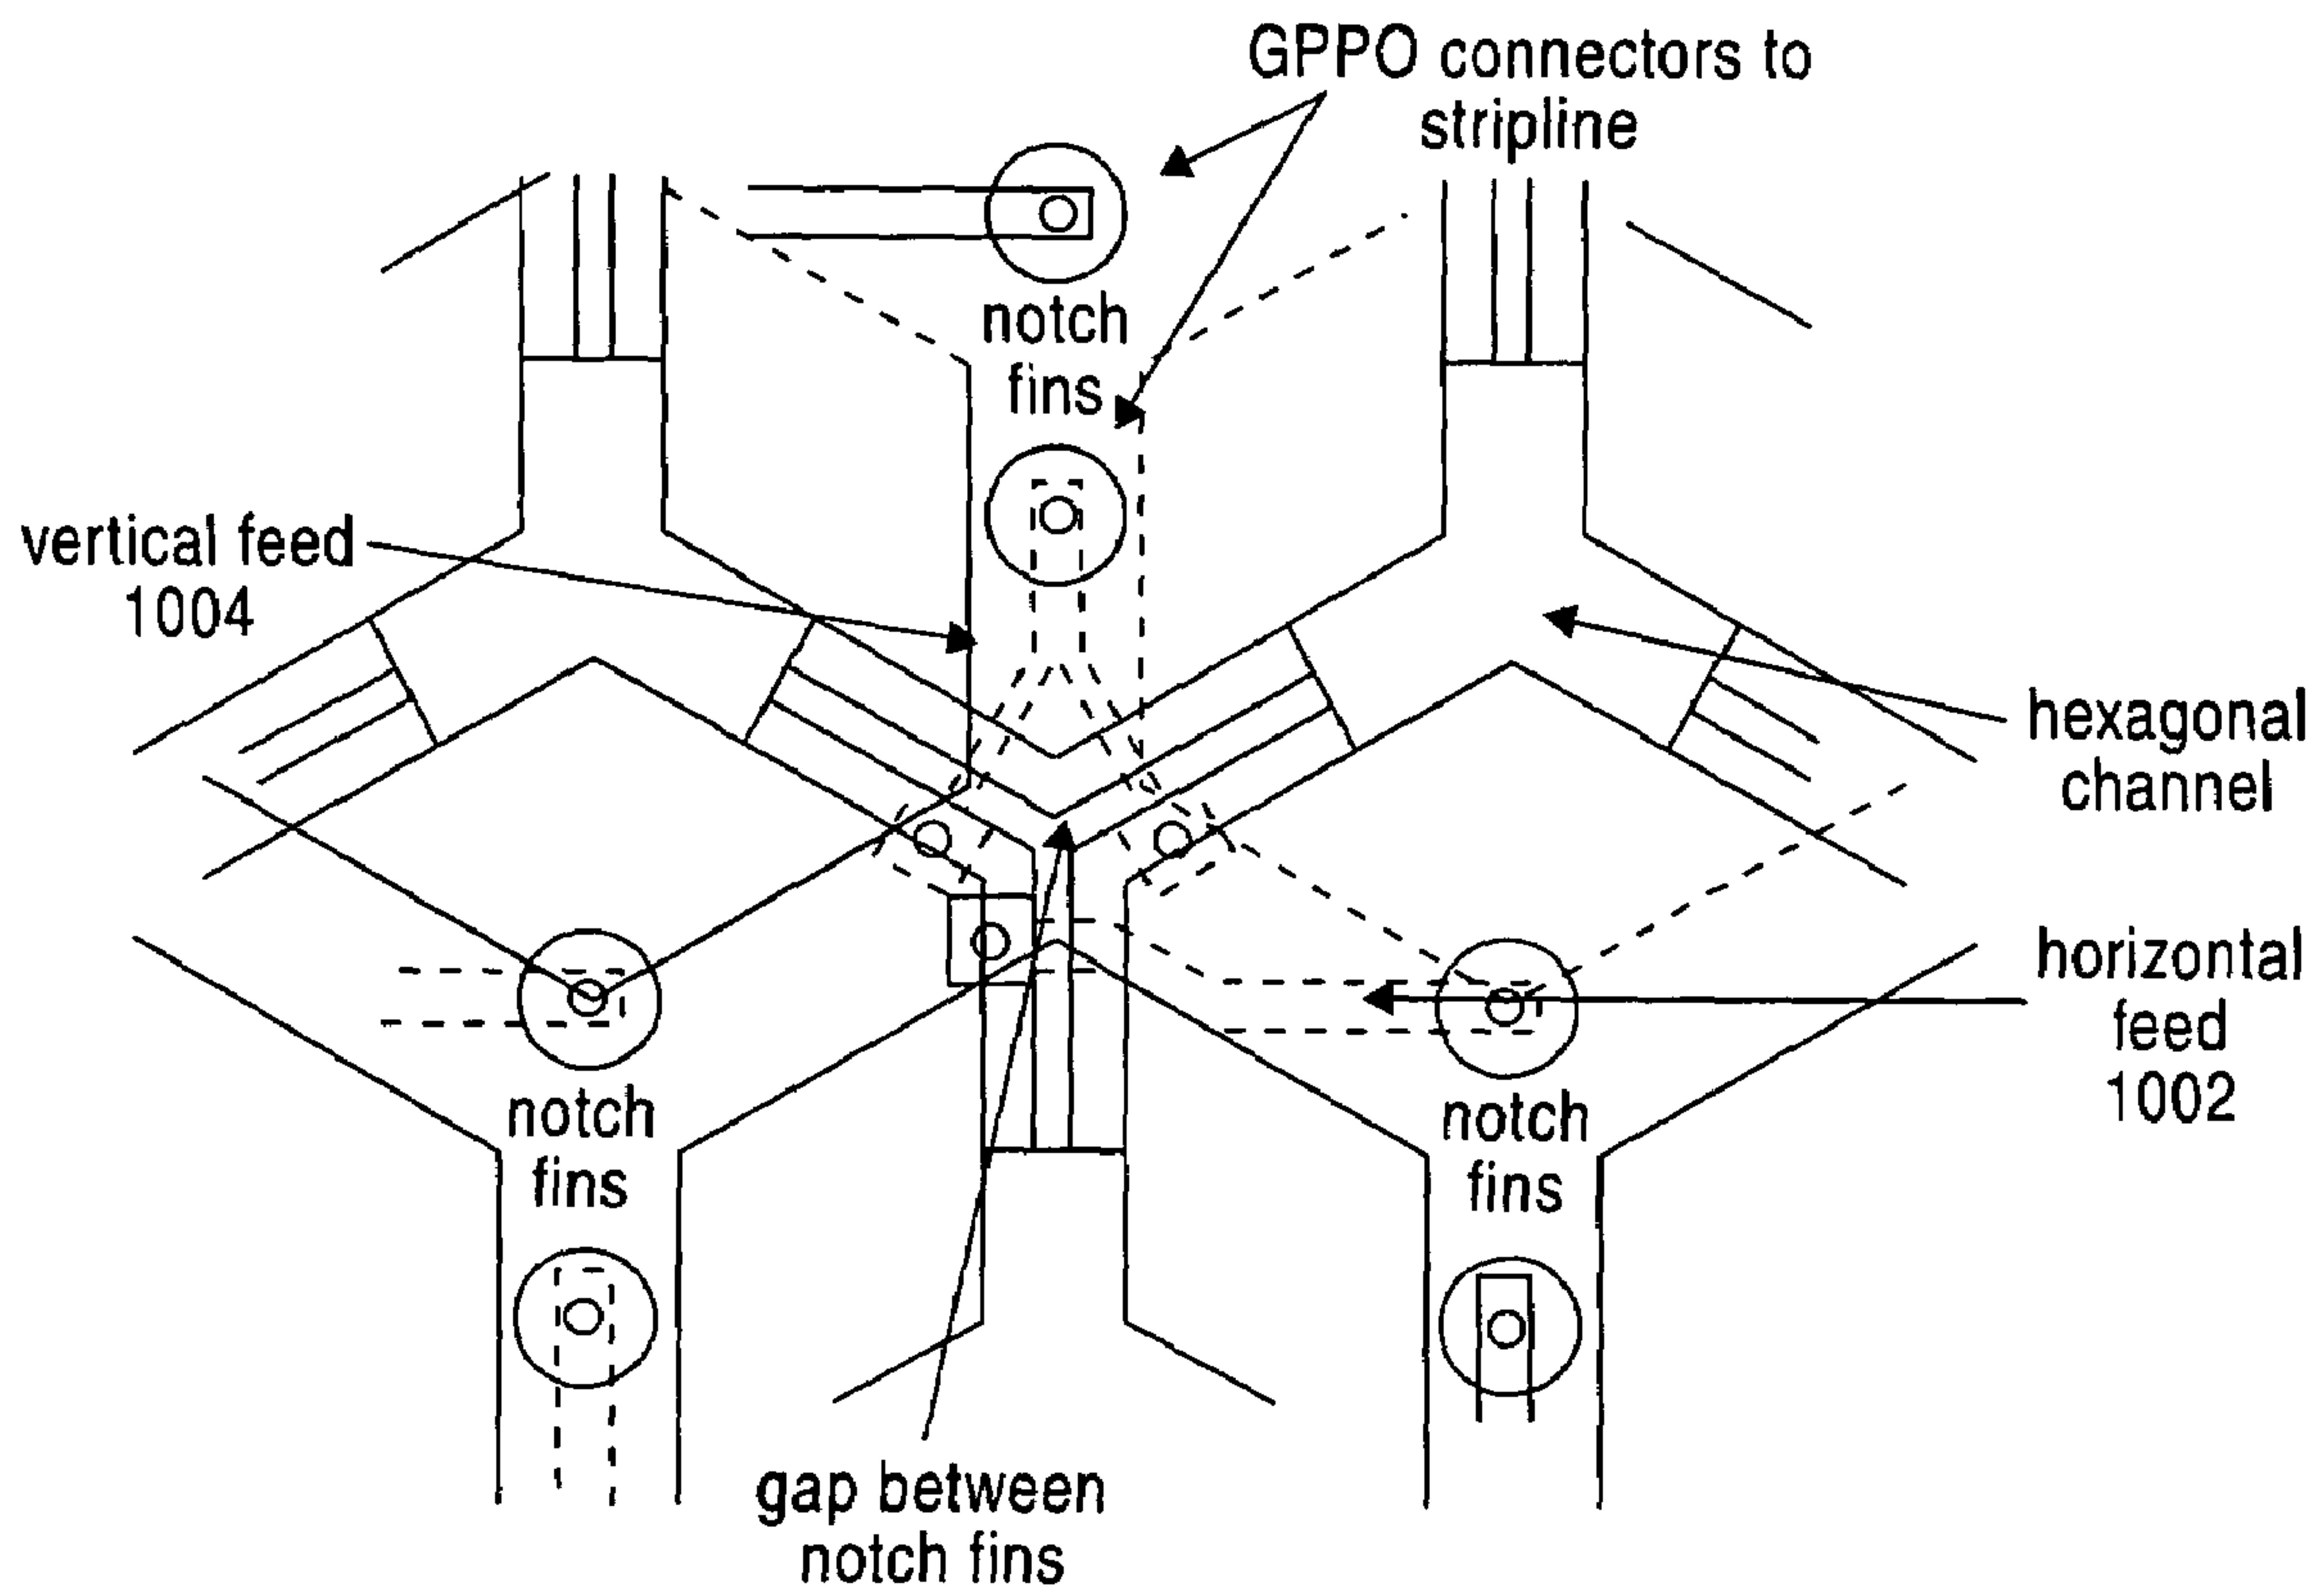 GPPO connectors to
stripline
notch
fins
vertical feed
1004
hexagonal
channel
horizontal
feed
1002
notch
fins
notch
fins
gap between
notch fins